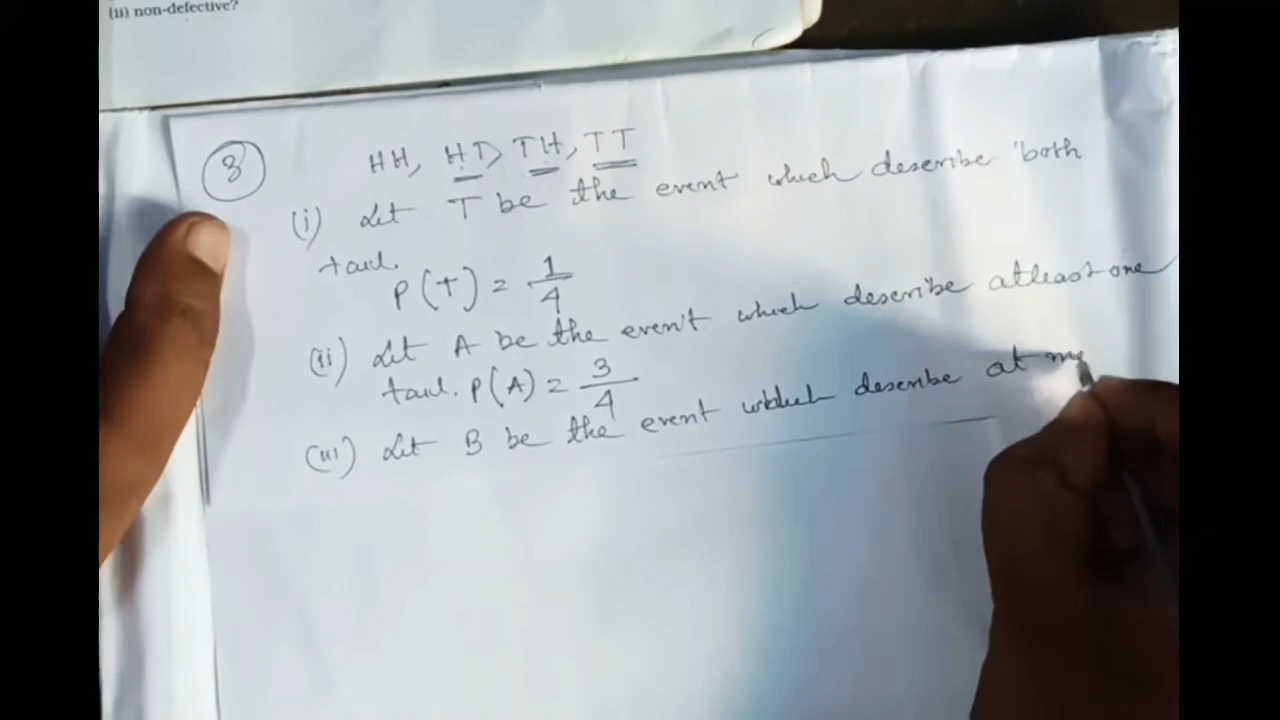 (ii) non-defective?
3
HH, HT, TH, TT
(i) Let T be the event which describe both
tail.
P(T) = 1/4
(ii) Let A be the event which describe atleast one
tail. P(A) = 3/4
(iii) Let B be the event which describe at